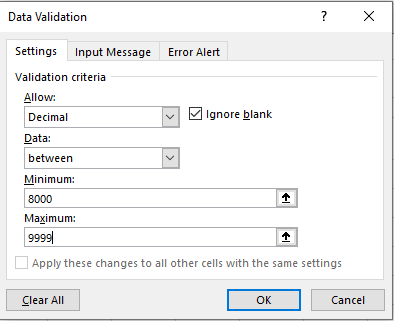 Data Validation ? ×
Settings Input Message Error Alert
Validation criteria
Allow:
Decimal Ignore blank
Data:
between
Minimum:
8000
Maximum:
9999
Apply these changes to all other cells with the same settings
Clear All OK Cancel